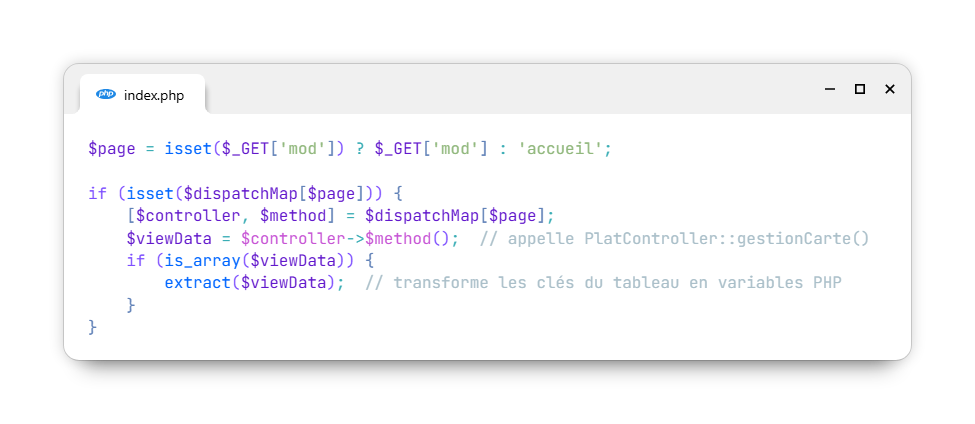 php index.php
$page = isset($_GET['mod']) ? $_GET['mod'] : 'accueil';
if (isset($dispatchMap[$page])) {
[$controller, $method] = $dispatchMap[$page];
$viewData = $controller->$method();  // appelle PlatController::gestionCarte()
if (is_array($viewData)) {
extract($viewData);  // transforme les clés du tableau en variables PHP
}
}